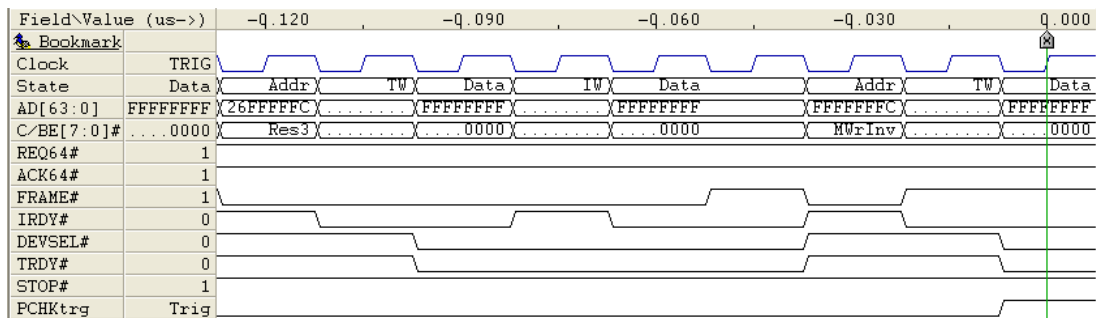 Field\Value (us->) -0.120 -0.090 -0.060 -0.030 0.000
Bookmark
Clock TRIG
State Data Addr TW Data IW Data Addr TW Data
AD[63:0] FFFFFFFF 26FFFFFC ........ FFFFFFFF ........ FFFFFFFF FFFFFFFC ........ FFFFFFFF
C/BE[7:0]# ....0000 Res3 ........ ....0000 ........ ....0000 MWrInv ........ ....0000
REQ64# 1
ACK64# 1
FRAME# 1
IRDY# 0
DEVSEL# 0
TRDY# 0
STOP# 1
PCHKtrg Trig